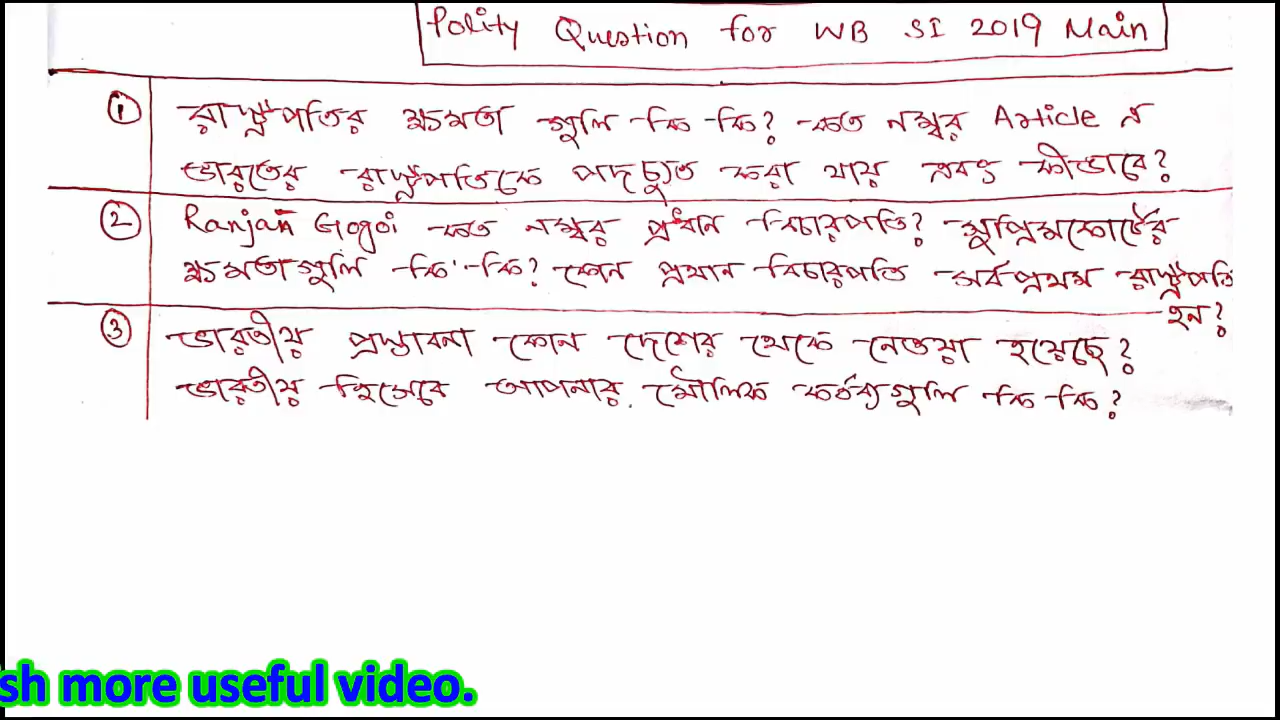 Polity Question for WB SI 2019 Main
① রাষ্ট্রপতির ক্ষমতা গুলি কি-কি? কত নম্বর Article এ
ভারতের রাষ্ট্রপতিকে পদচ্যুত করা যায় এবং কীভাবে?
② Ranjan Gogoi কত নম্বর প্রধান বিচারপতি? সুপ্রিমকোর্টের
ক্ষমতাগুলি কি-কি? কোন প্রধান বিচারপতি সর্বপ্রথম রাষ্ট্রপতি
হন?
③ ভারতীয় প্রস্তাবনা কোন দেশের থেকে নেওয়া হয়েছে?
ভারতীয় হিসেবে আপনার মৌলিক কর্তব্যগুলি কি-কি?
sh more useful video.